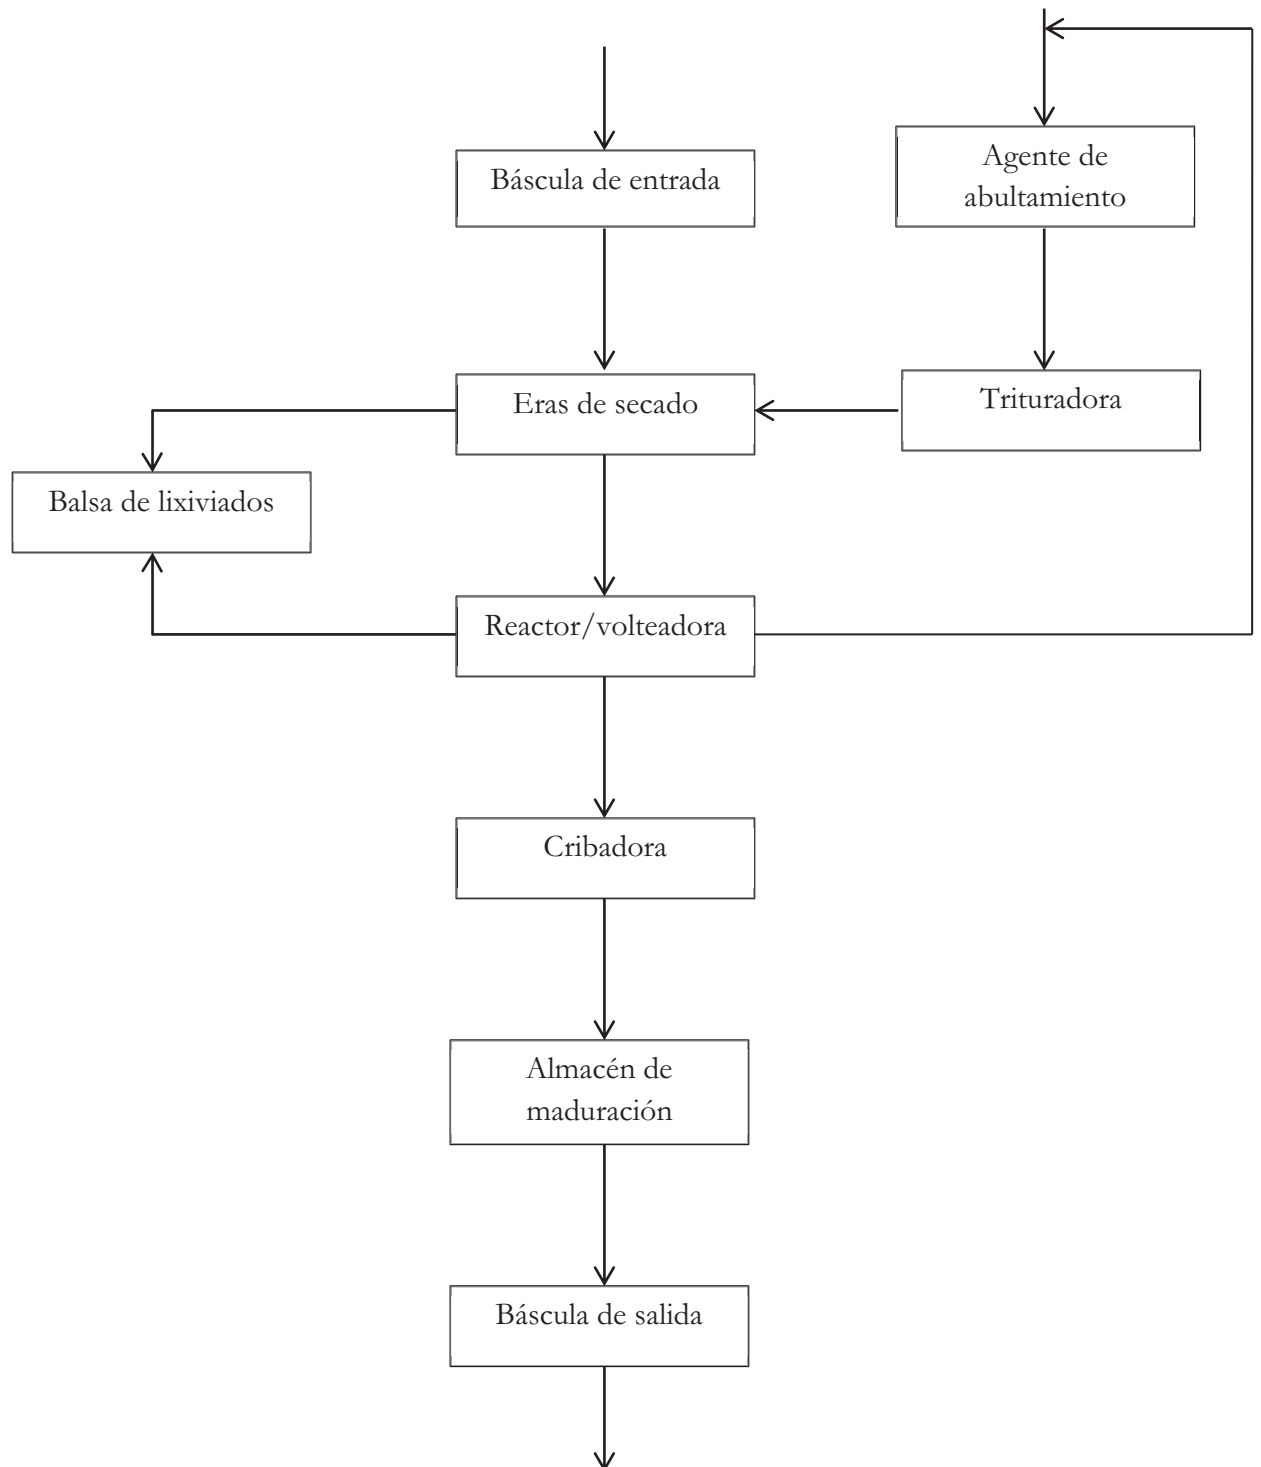 Báscula de entrada
Agente de
abultamiento
Eras de secado
Trituradora
Balsa de lixiviados
Reactor/volteadora
Cribadora
Almacén de
maduración
Báscula de salida